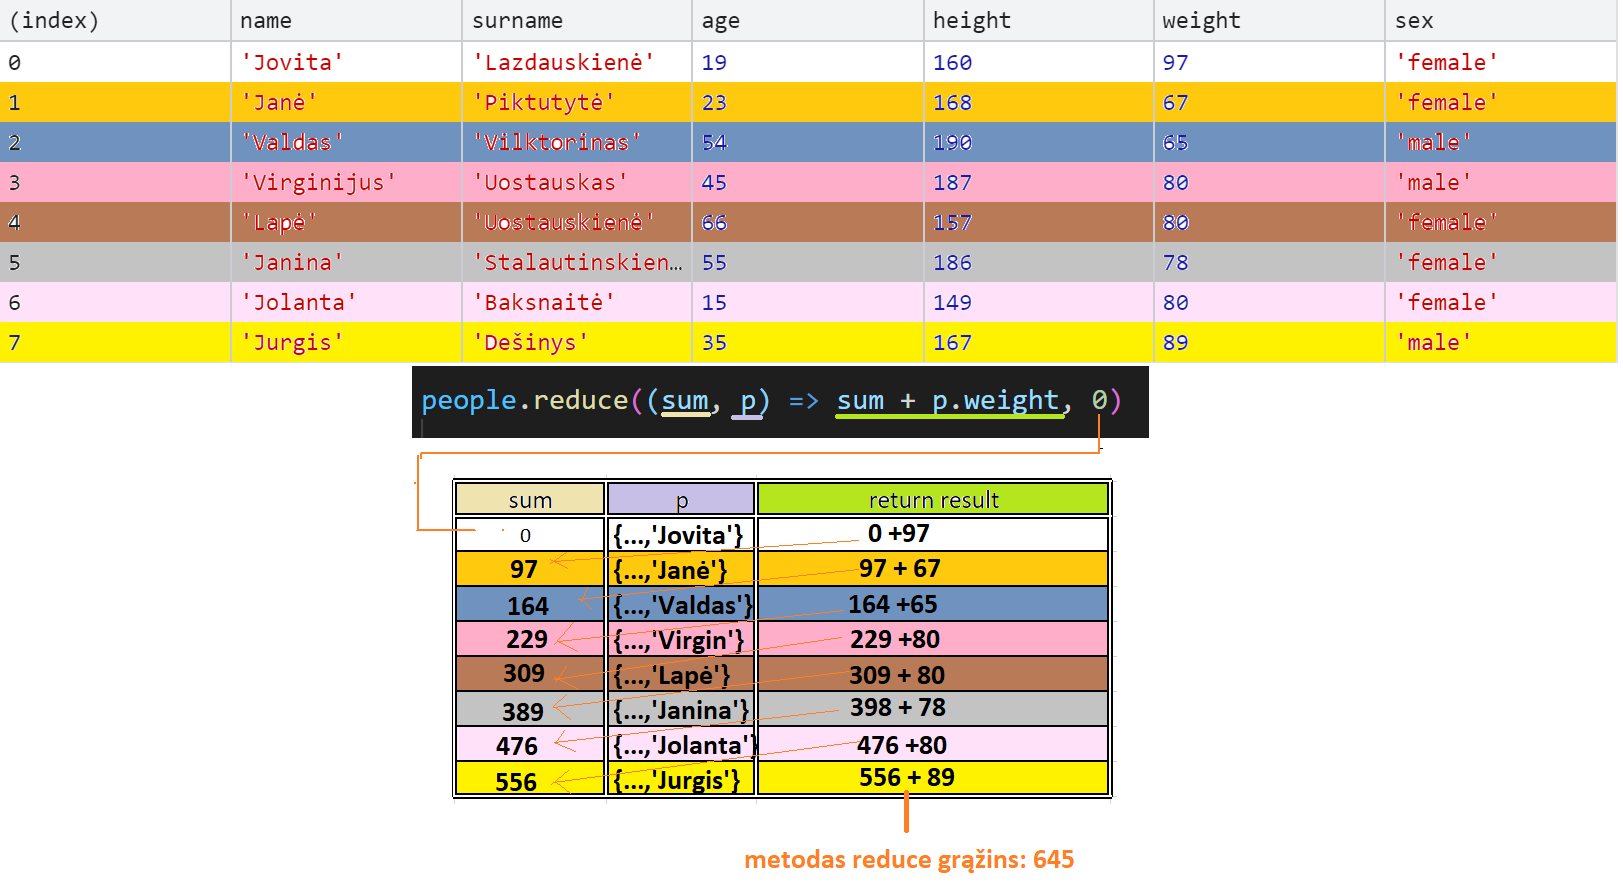 (index) name surname age height weight sex
0 'Jovita' 'Lazdauskienė' 19 160 97 'female'
1 'Janė' 'Piktutytė' 23 168 67 'female'
2 'Valdas' 'Vilktorinas' 54 190 65 'male'
3 'Virginijus' 'Uostauskas' 45 187 80 'male'
4 'Lapė' 'Uostauskienė' 66 157 80 'female'
5 'Janina' 'Stalautinskien… 55 186 78 'female'
6 'Jolanta' 'Baksnaitė' 15 149 80 'female'
7 'Jurgis' 'Dešinys' 35 167 89 'male'
people.reduce((sum, p) => sum + p.weight, 0)
sum p return result
0 {...,'Jovita'} 0 +97
97 {...,'Janė'} 97 + 67
164 {...,'Valdas'} 164 +65
229 {...,'Virgin'} 229 +80
309 {...,'Lapė'} 309 + 80
389 {...,'Janina'} 398 + 78
476 {...,'Jolanta'} 476 +80
556 {...,'Jurgis'} 556 + 89
metodas reduce grąžins: 645